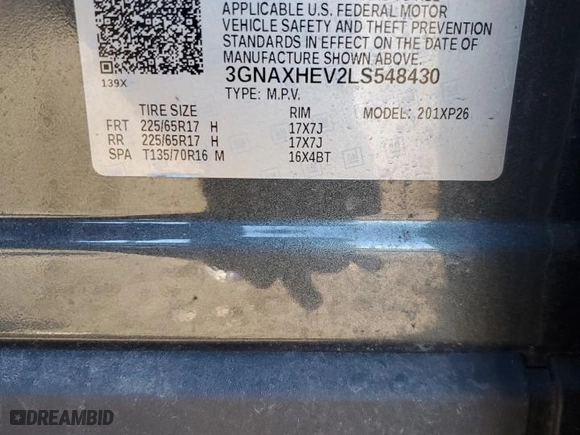 APPLICABLE U.S. FEDERAL MOTOR
VEHICLE SAFETY AND THEFT PREVENTION
STANDARDS IN EFFECT ON THE DATE OF
MANUFACTURE SHOWN ABOVE.
139X
3GNAXHEV2LS548430
TYPE: M.P.V.
TIRE SIZE RIM MODEL: 201XP26
FRT 225/65R17 H 17X7J
RR 225/65R17 H 17X7J
SPA T135/70R16 M 16X4BT
DREAMBID